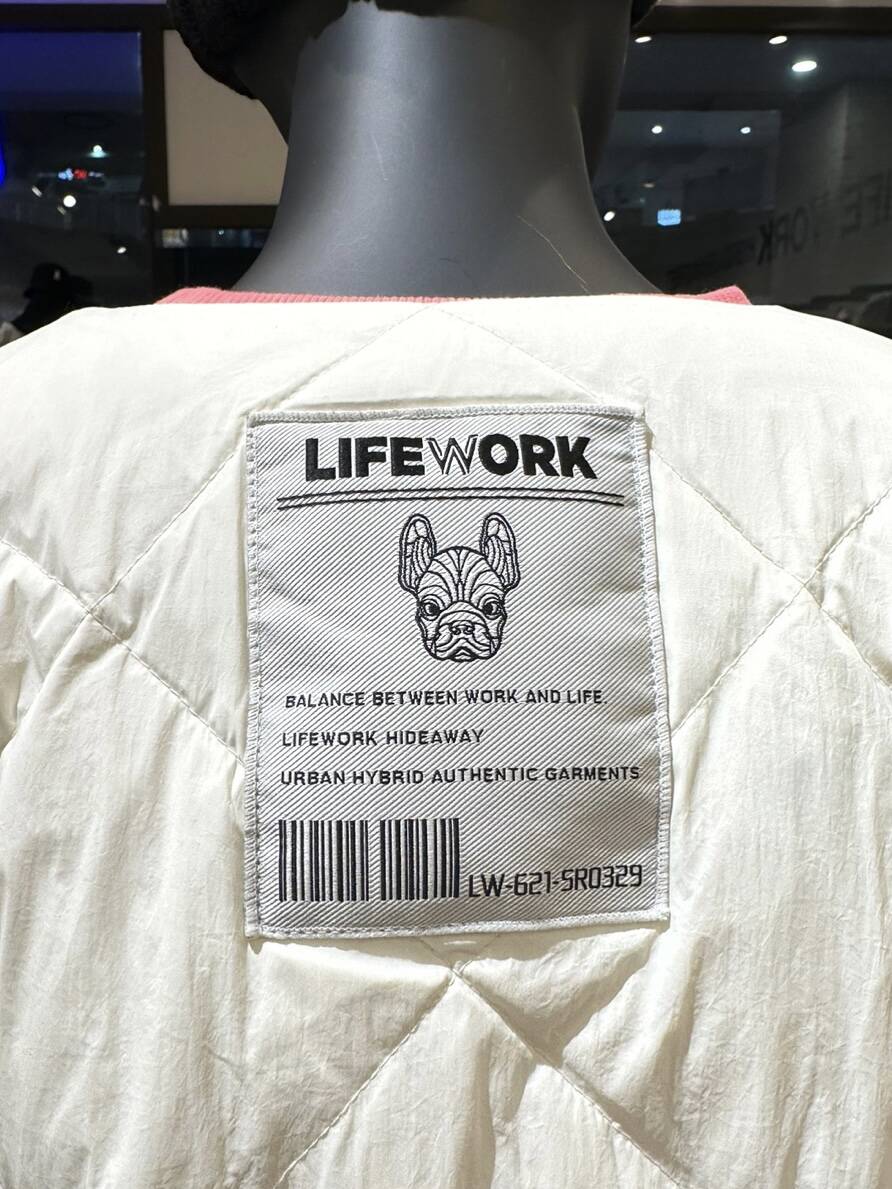 LIFEWORK
BALANCE BETWEEN WORK AND LIFE.
LIFEWORK HIDEAWAY
URBAN HYBRID AUTHENTIC GARMENTS
LW-621-SR0329